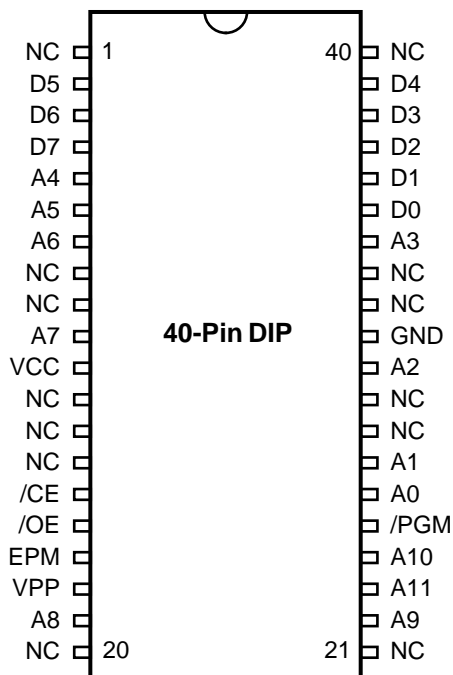 NC 1 40 NC
D5 D4
D6 D3
D7 D2
A4 D1
A5 D0
A6 A3
NC NC
NC NC
A7 40-Pin DIP GND
VCC A2
NC NC
NC NC
NC A1
/CE A0
/OE /PGM
EPM A10
VPP A11
A8 A9
NC 20 21 NC